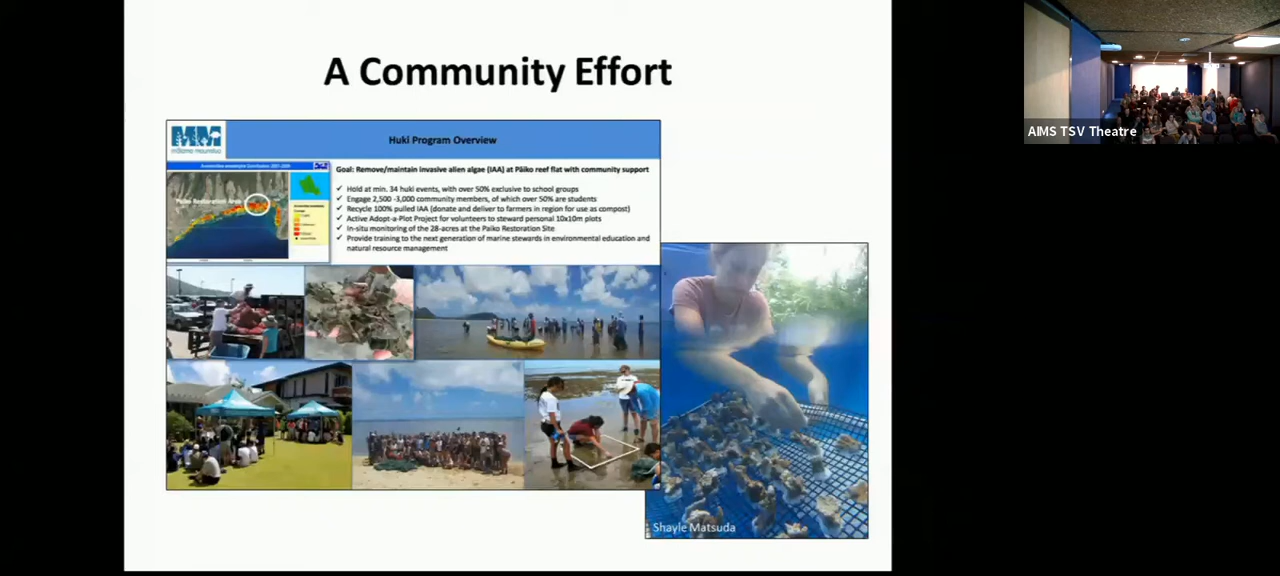 A Community Effort
mālama maunalua
Huki Program Overview
Goal: Remove/maintain invasive alien algae (IAA) at Pāiko reef flat with community support
✓ Hold at min. 34 huki events, with over 50% exclusive to school groups
✓ Engage 2,500 -3,000 community members, of which over 50% are students
✓ Recycle 100% pulled IAA (donate and deliver to farmers in region for use as compost)
✓ Active Adopt-a-Plot Project for volunteers to steward personal 10x10m plots
✓ In-situ monitoring of the 28-acres at the Paiko Restoration Site
✓ Provide training to the next generation of marine stewards in environmental education and
natural resource management
Paiko Restoration Area
Shayle Matsuda
AIMS TSV Theatre